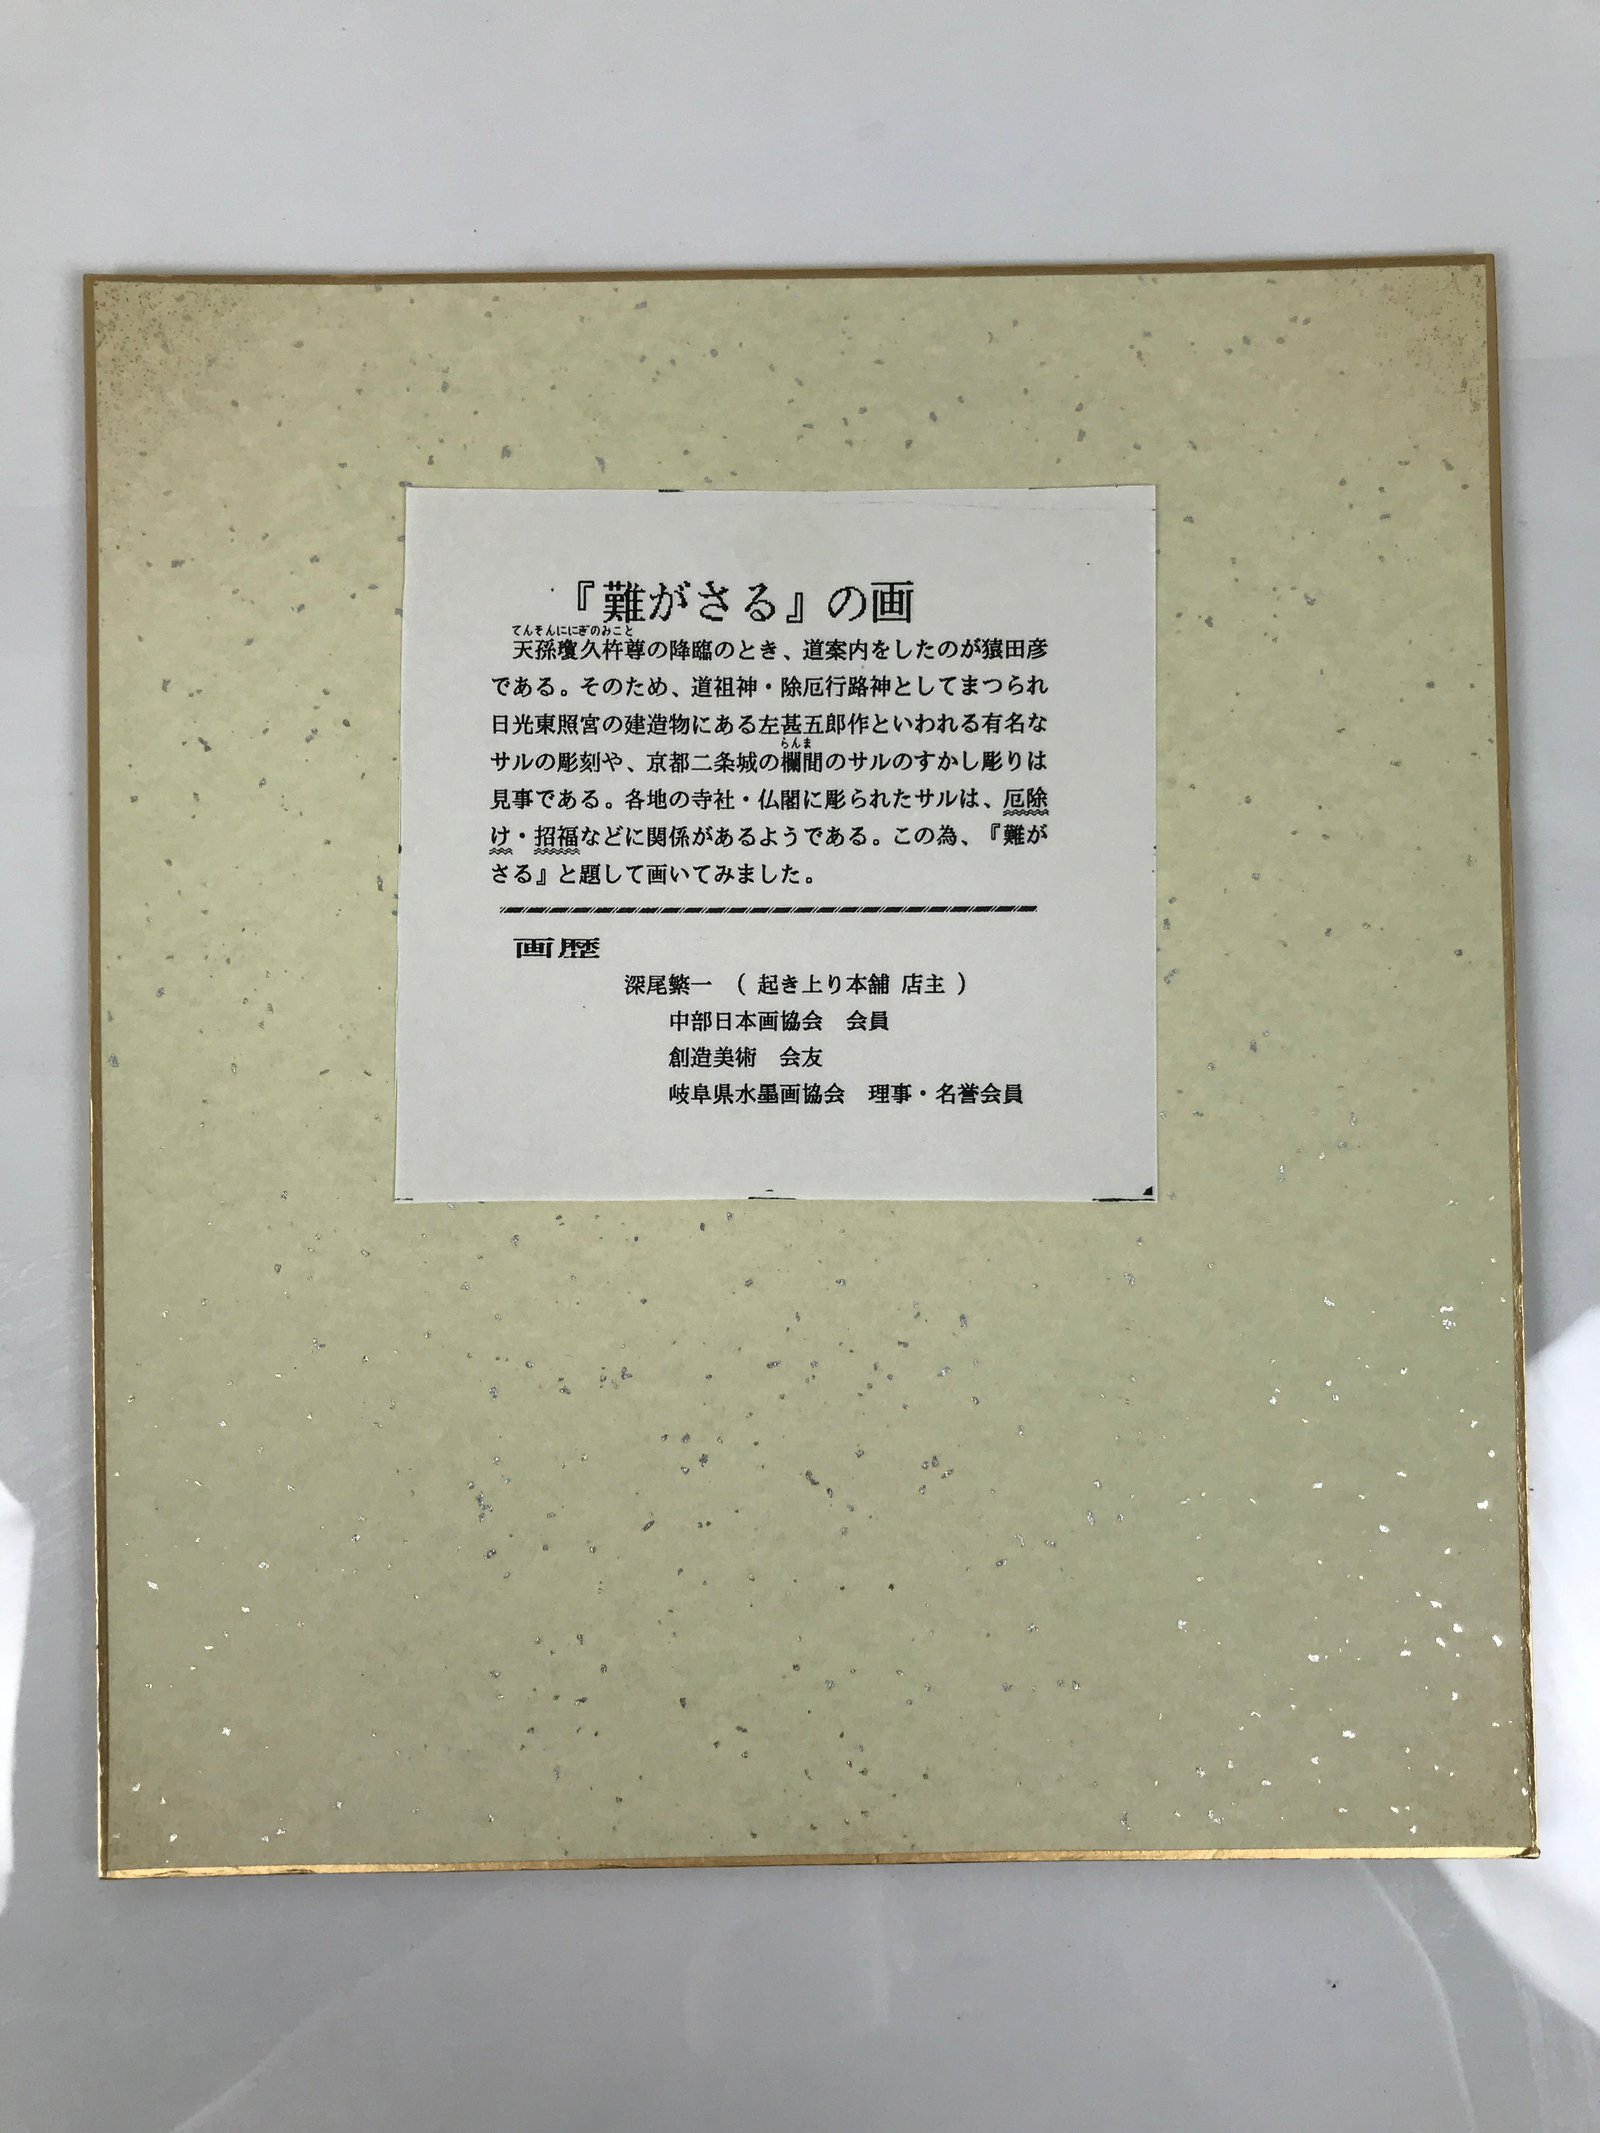 『難がさる』の画
てんそんににぎのみこと
天孫瓊久杵尊の降臨のとき、道案内をしたのが猿田彦
である。そのため、道祖神・除厄行路神としてまつられ
日光東照宮の建造物にある左甚五郎作といわれる有名な
らんま
サルの彫刻や、京都二条城の欄間のサルのすかし彫りは
見事である。各地の寺社・仏閣に彫られたサルは、厄除
け・招福などに関係があるようである。この為、『難が
さる』と題して画いてみました。
画歴
深尾繁一 ( 起き上り本舗 店主 )
中部日本画協会 会員
創造美術 会友
岐阜県水墨画協会 理事・名誉会員